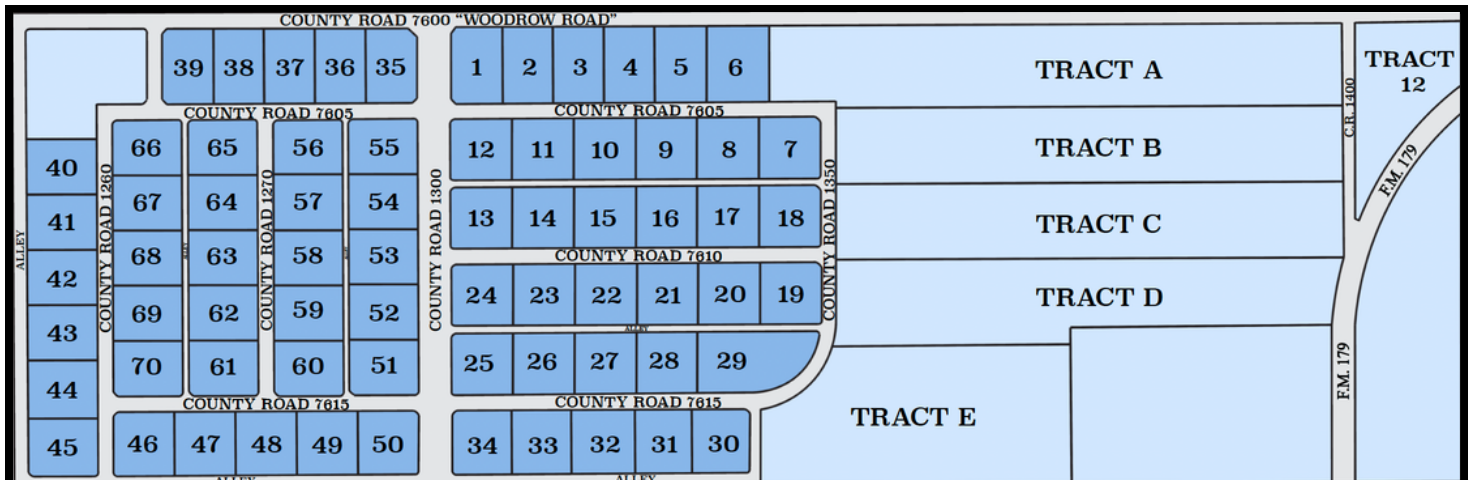 COUNTY ROAD 7600 "WOODROW ROAD"
39 38 37 36 35
1 2 3 4 5 6
TRACT A
TRACT 12
C.R. 1400
COUNTY ROAD 7605
COUNTY ROAD 7605
66 65 56 55
12 11 10 9 8 7
TRACT B
40
F.M. 179
COUNTY ROAD 1260
COUNTY ROAD 1270
COUNTY ROAD 1300
COUNTY ROAD 1350
67 64 57 54
41
13 14 15 16 17 18
TRACT C
ALLEY
68 63 58 53
COUNTY ROAD 7610
42
24 23 22 21 20 19
TRACT D
69 62 59 52
43
ALLEY
70 61 60 51
25 26 27 28 29
F.M. 179
44
COUNTY ROAD 7615
COUNTY ROAD 7615
TRACT E
45
46 47 48 49 50
34 33 32 31 30
ALLEY
ALLEY